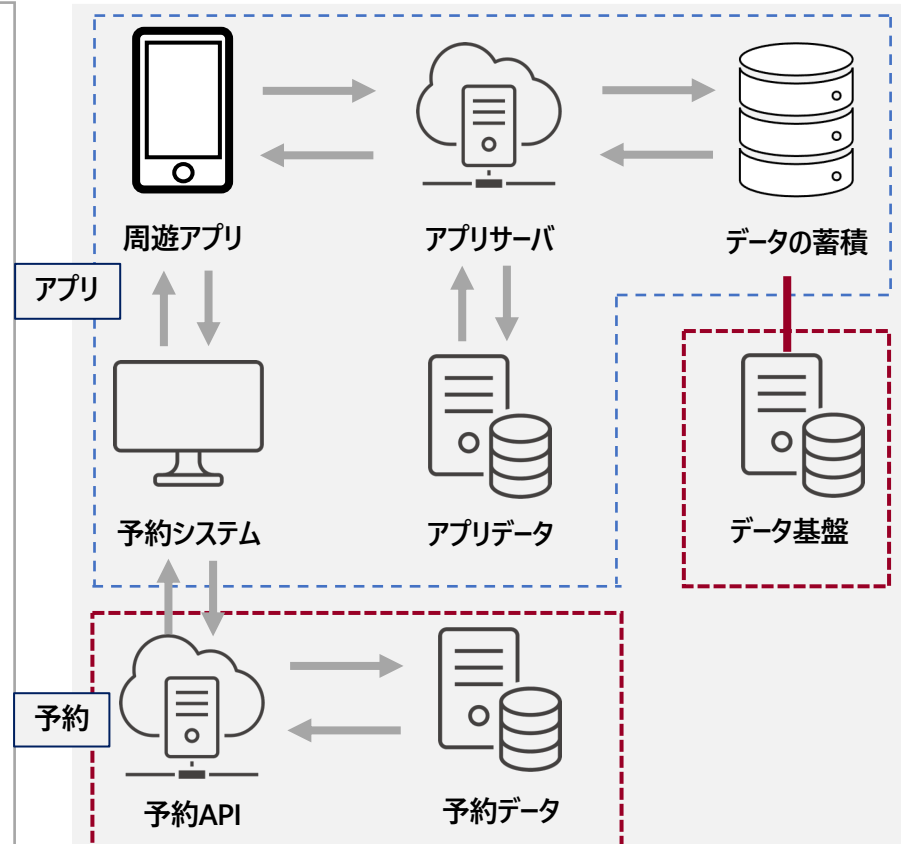 周遊アプリ
アプリサーバ
データの蓄積
アプリ
予約システム
アプリデータ
データ基盤
予約
予約API
予約データ